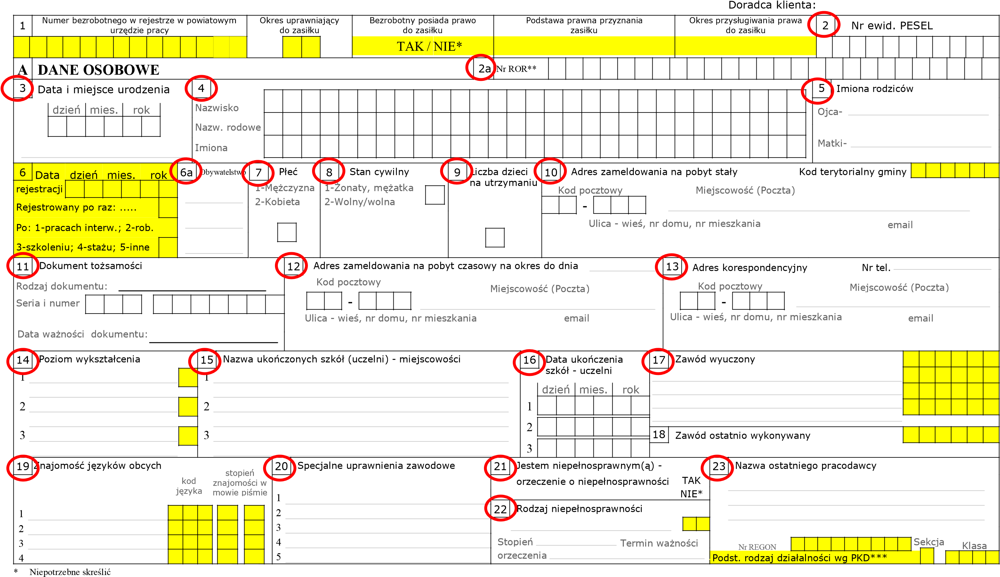 Doradca klienta:
1 Numer bezrobotnego w rejestrze w powiatowym urzędzie pracy
Okres uprawniający do zasiłku
Bezrobotny posiada prawo do zasiłku
Podstawa prawna przyznania zasiłku
Okres przysługiwania prawa do zasiłku
2 Nr ewid. PESEL
TAK / NIE*
A DANE OSOBOWE
2a Nr ROR**
3 Data i miejsce urodzenia
dzień mies. rok
4
Nazwisko
Nazw. rodowe
Imiona
5 Imiona rodziców
Ojca-
Matki-
6 Data dzień mies. rok
rejestracji
Rejestrowany po raz: .....
Po: 1-pracach interw.; 2-rob.
3-szkoleniu; 4-stażu; 5-inne
6a Obywatelstwo
7 Płeć
1-Mężczyzna
2-Kobieta
8 Stan cywilny
1-Żonaty, mężatka
2-Wolny/wolna
9 Liczba dzieci
na utrzymaniu
10 Adres zameldowania na pobyt stały Kod terytorialny gminy
Kod pocztowy Miejscowość (Poczta)
-
Ulica - wieś, nr domu, nr mieszkania email
11 Dokument tożsamości
Rodzaj dokumentu:
Seria i numer
Data ważności dokumentu:
12 Adres zameldowania na pobyt czasowy na okres do dnia
Kod pocztowy Miejscowość (Poczta)
-
Ulica - wieś, nr domu, nr mieszkania email
13 Adres korespondencyjny Nr tel.
Kod pocztowy Miejscowość (Poczta)
-
Ulica - wieś, nr domu, nr mieszkania email
14 Poziom wykształcenia
1
2
3
15 Nazwa ukończonych szkół (uczelni) - miejscowości
1
2
3
16 Data ukończenia
szkół - uczelni
dzień mies. rok
1
2
3
17 Zawód wyuczony
18 Zawód ostatnio wykonywany
19 Znajomość języków obcych
kod
języka
stopień
znajomości w
mowie piśmie
1
2
3
4
20 Specjalne uprawnienia zawodowe
1
2
3
4
5
21 Jestem niepełnosprawnym(ą) -
orzeczenie o niepełnosprawności TAK
NIE*
22 Rodzaj niepełnosprawności
Stopień Termin ważności
orzeczenia
23 Nazwa ostatniego pracodawcy
Nr REGON Sekcja Klasa
Podst. rodzaj działalności wg PKD***
* Niepotrzebne skreślić